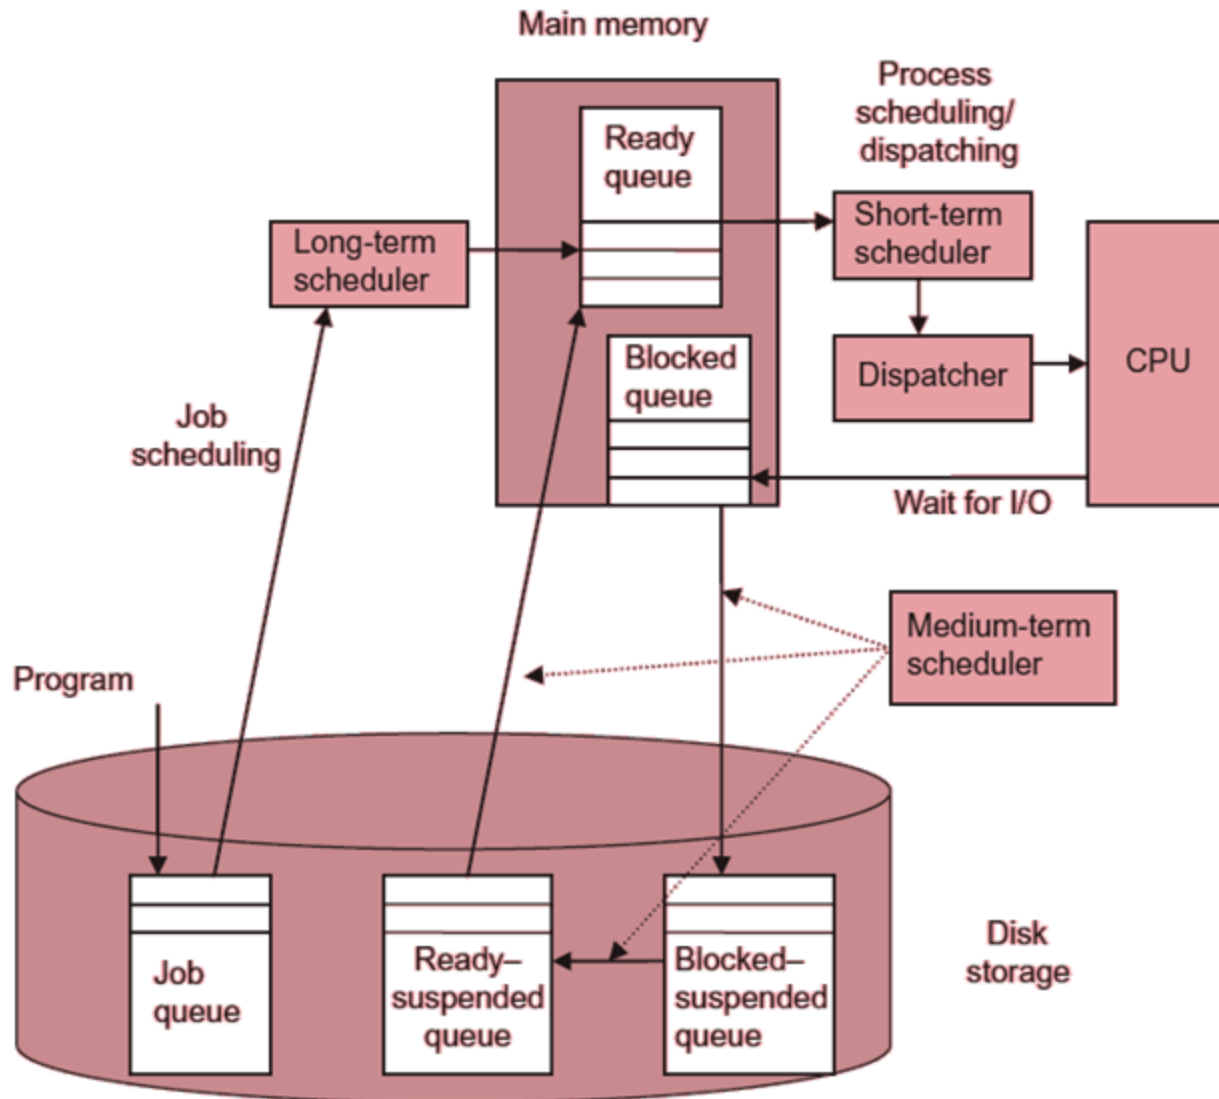 Main memory
Process
scheduling/
dispatching
Ready
queue
Short-term
scheduler
Long-term
scheduler
Blocked
queue
Dispatcher
CPU
Job
scheduling
Wait for I/O
Medium-term
scheduler
Program
Job
queue
Ready–
suspended
queue
Blocked–
suspended
queue
Disk
storage